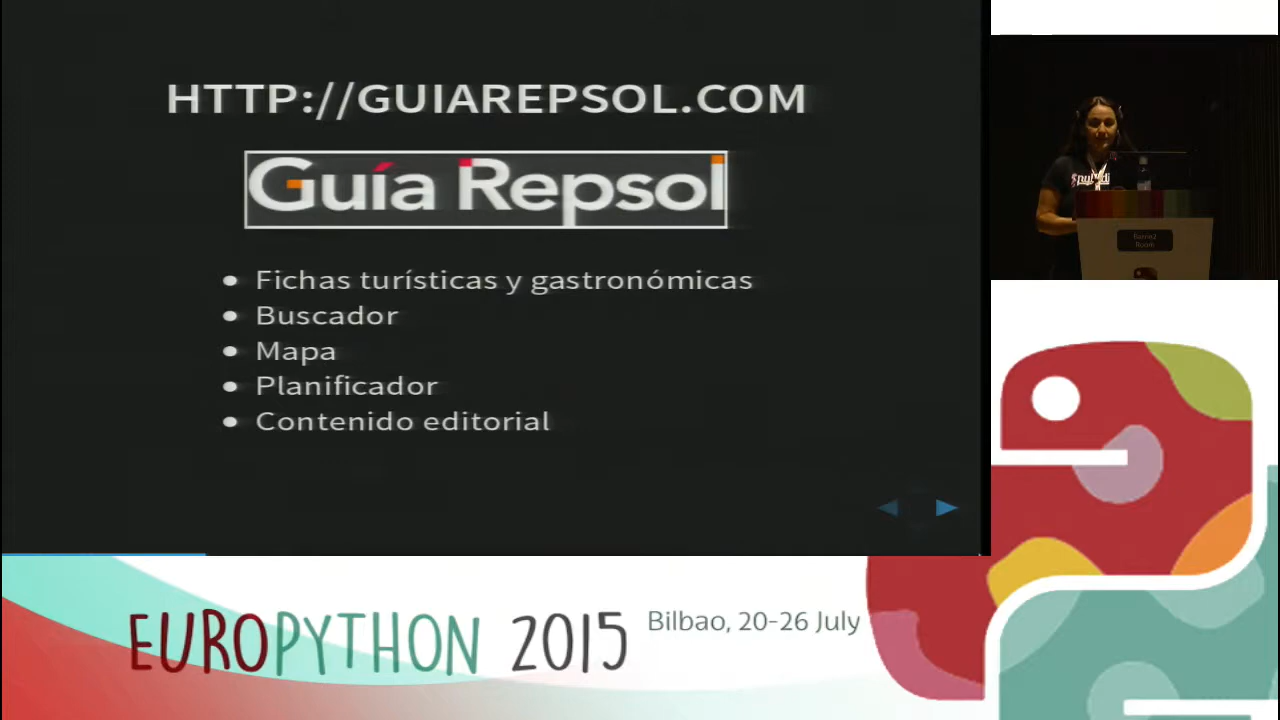 HTTP://GUIAREPSOL.COM
Guía Repsol
• Fichas turísticas y gastronómicas
• Buscador
• Mapa
• Planificador
• Contenido editorial
EUROPYTHON 2015
Bilbao, 20-26 July